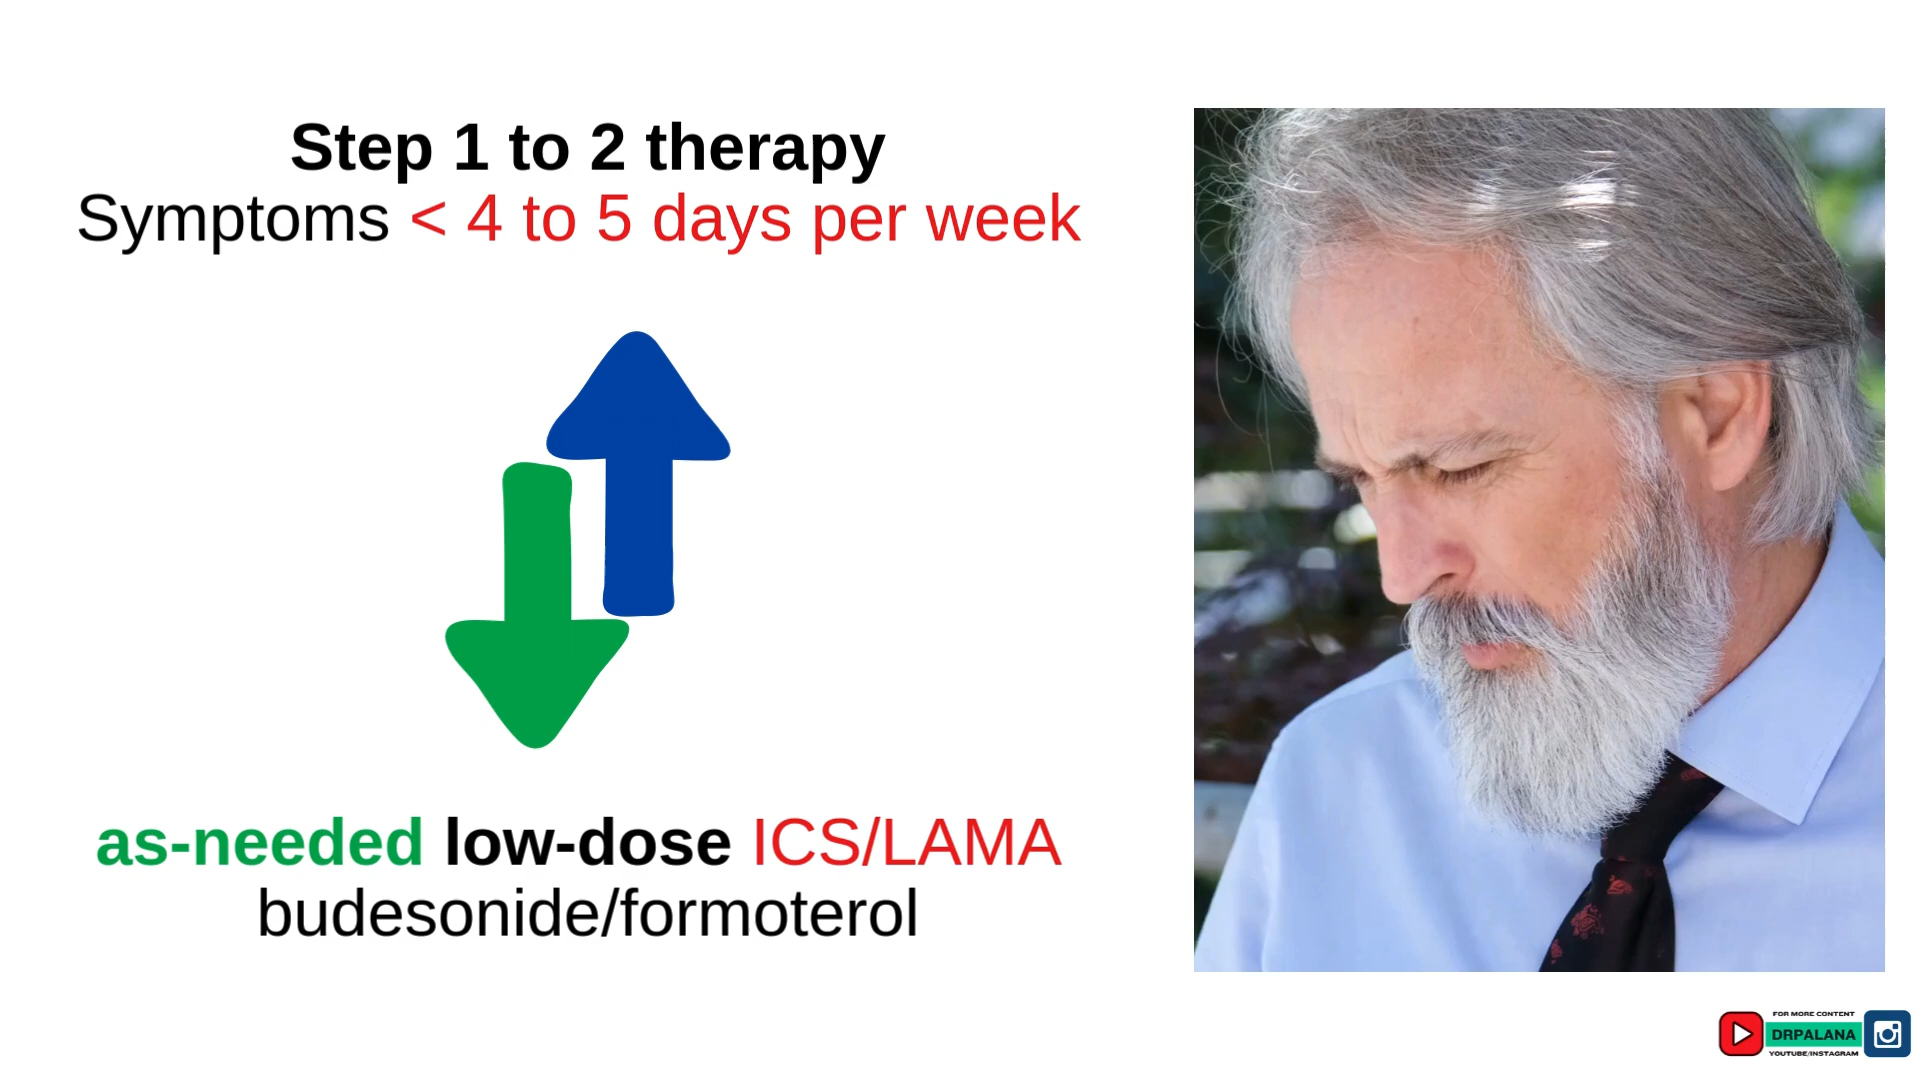 Step 1 to 2 therapy
Symptoms < 4 to 5 days per week
as-needed low-dose ICS/LAMA
budesonide/formoterol
FOR MORE CONTENT
DRPALANA
YOUTUBE/INSTAGRAM